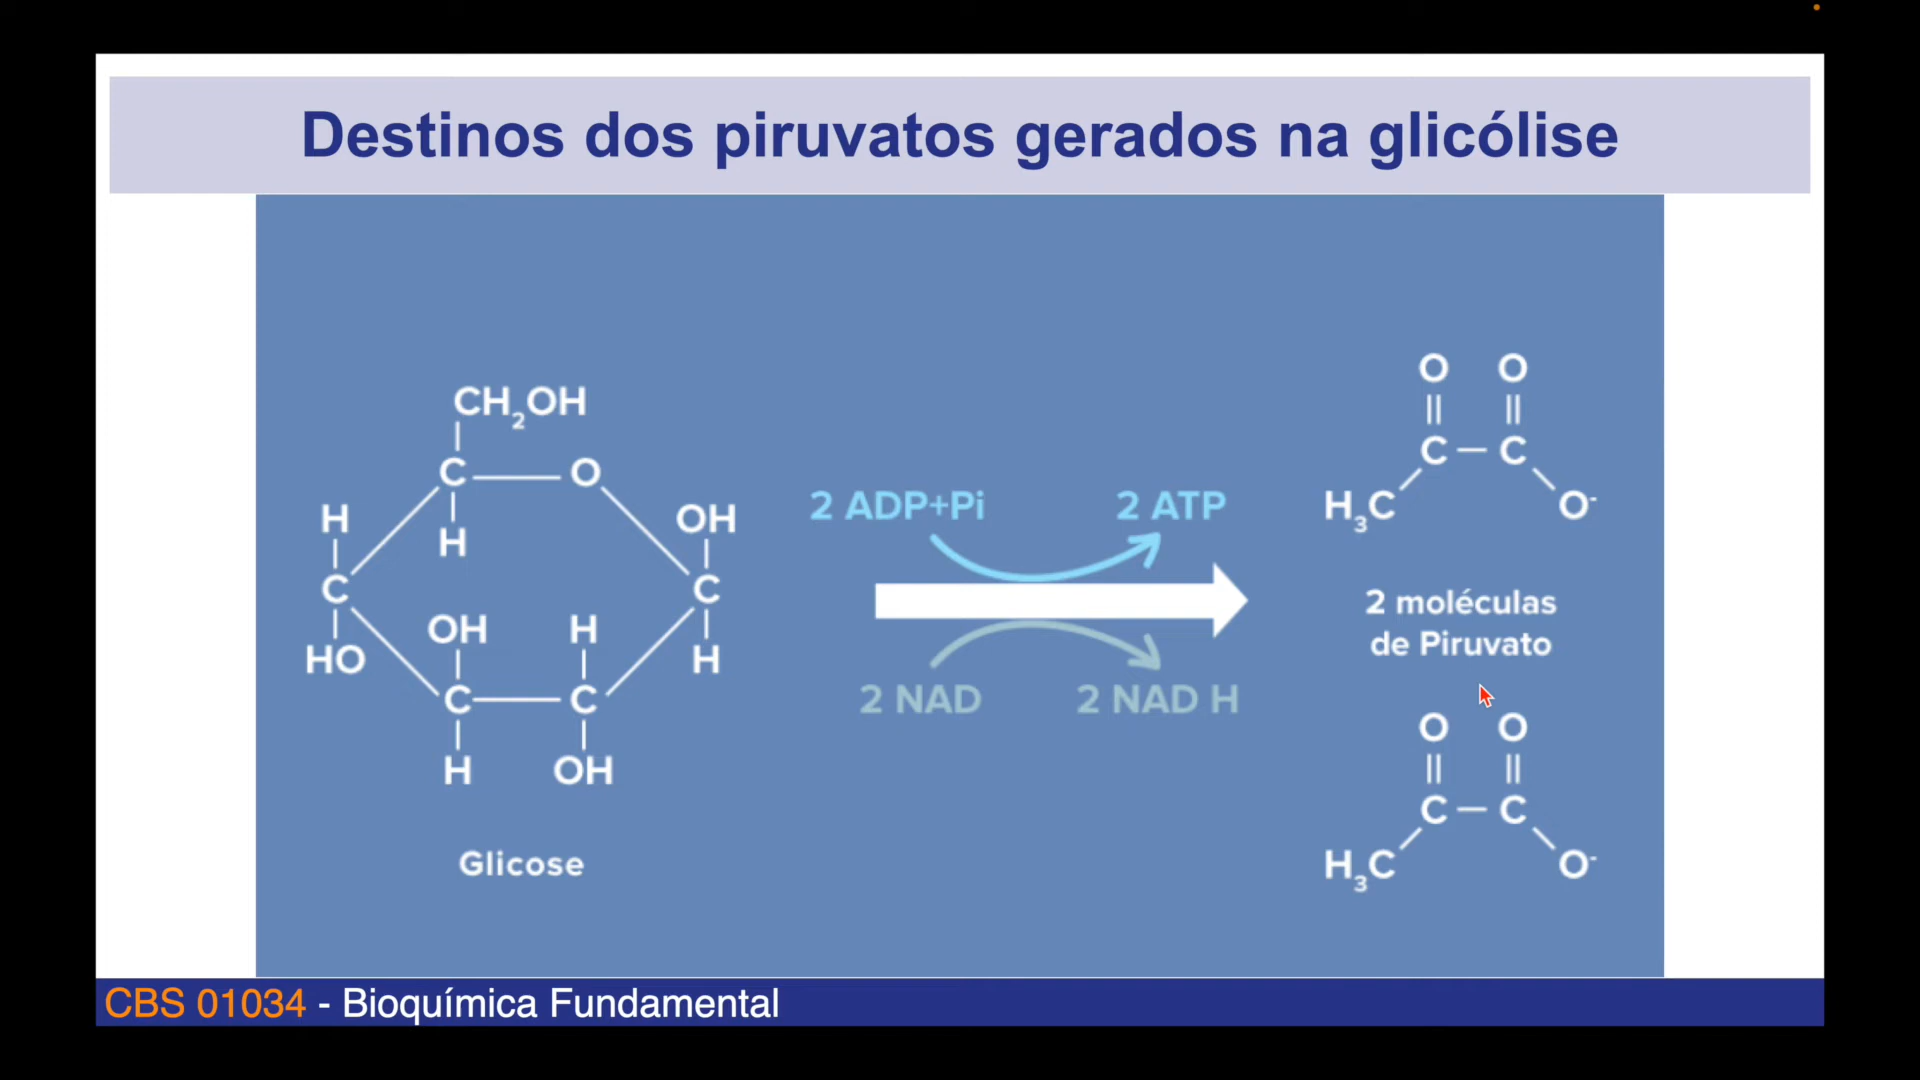 Destinos dos piruvatos gerados na glicólise
CH₂OH
C
O
H
H
OH
C
C
OH
H
HO
H
C
C
H
OH
Glicose
2 ADP+Pi
2 ATP
2 NAD
2 NAD H
O O
C C
H₃C O⁻
2 moléculas
de Piruvato
O O
C C
H₃C O⁻
CBS 01034 - Bioquímica Fundamental